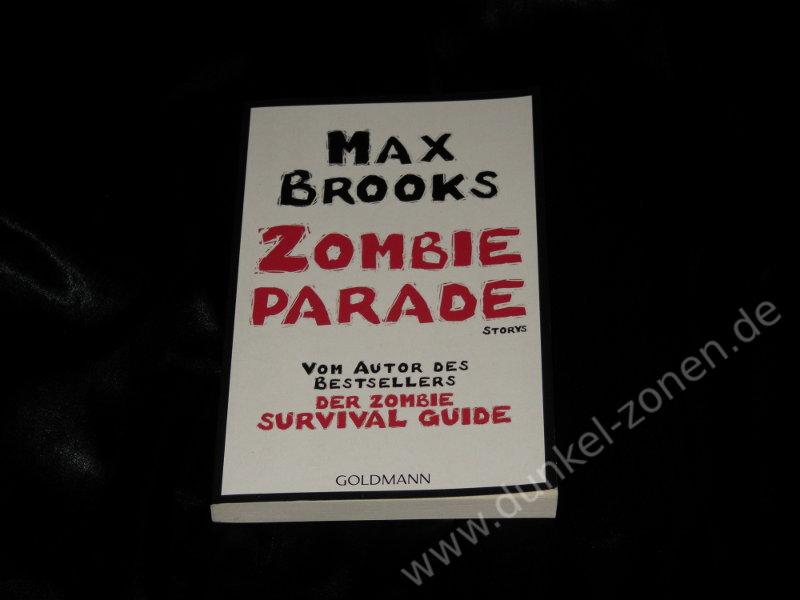 MAX
BROOKS
ZOMBIE
PARADE
STORYS
VOM AUTOR DES
BESTSELLERS
DER ZOMBIE
SURVIVAL GUIDE
GOLDMANN
www.dunkel-zonen.de